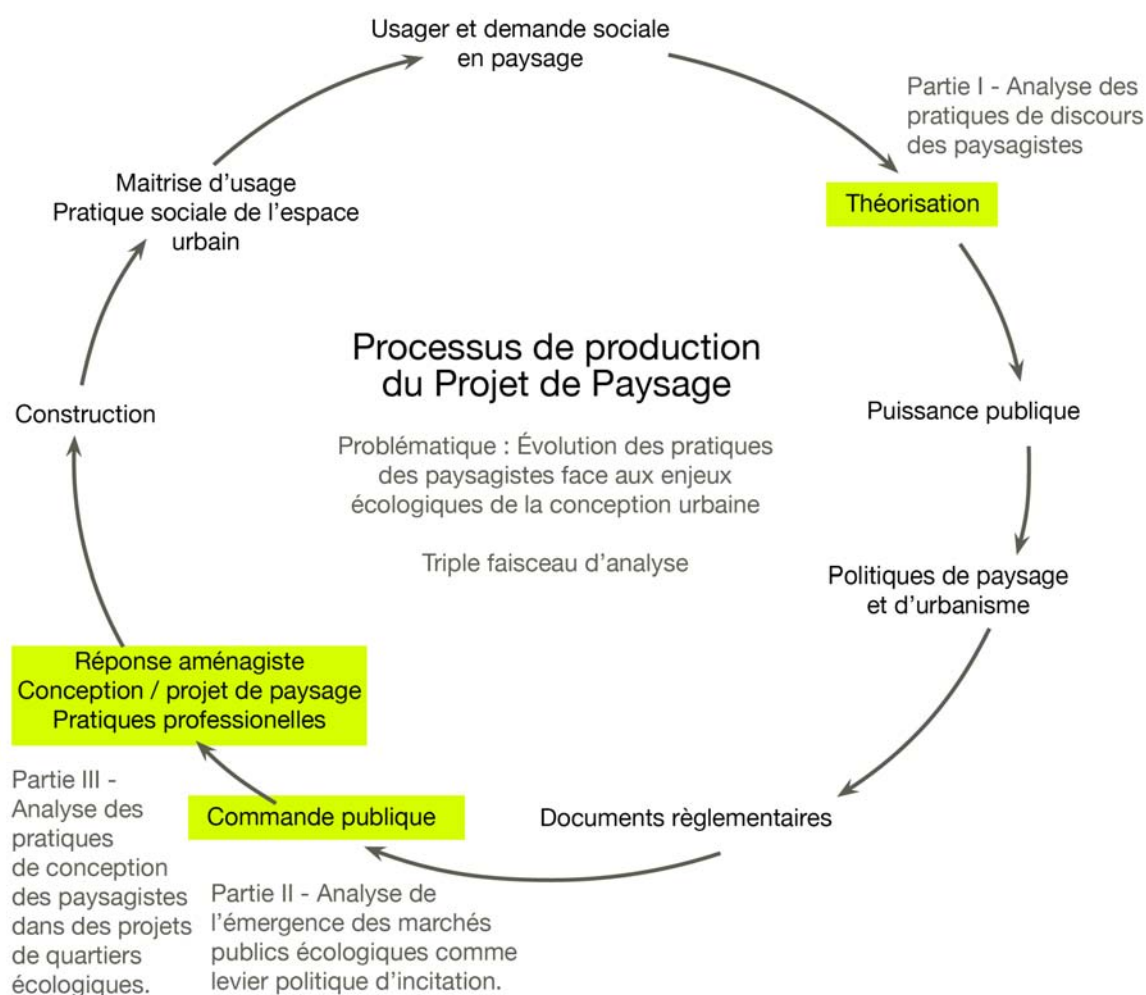 Usager et demande sociale
en paysage
Partie I - Analyse des
pratiques de discours
des paysagistes
Théorisation
Maitrise d'usage
Pratique sociale de l'espace
urbain
Processus de production
du Projet de Paysage
Puissance publique
Construction
Problématique : Évolution des pratiques
des paysagistes face aux enjeux
écologiques de la conception urbaine
Triple faisceau d'analyse
Politiques de paysage
et d'urbanisme
Réponse aménagiste
Conception / projet de paysage
Pratiques professionelles
Documents règlementaires
Commande publique
Partie III -
Analyse des
pratiques
de conception
des paysagistes
dans des projets
de quartiers
écologiques.
Partie II - Analyse de
l'émergence des marchés
publics écologiques comme
levier politique d'incitation.